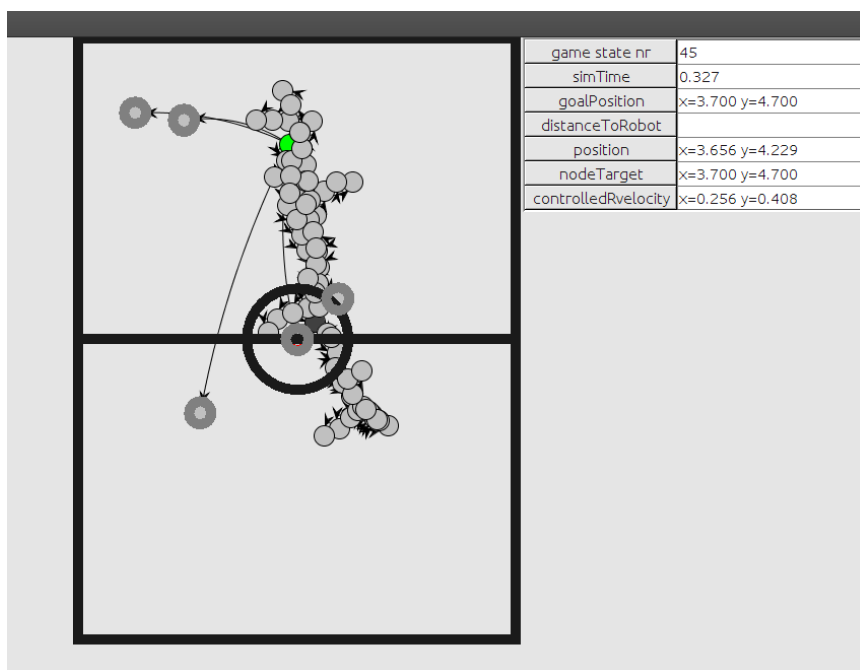 game state nr 45
simTime 0.327
goalPosition x=3.700 y=4.700
distanceToRobot
position x=3.656 y=4.229
nodeTarget x=3.700 y=4.700
controlledRvelocity x=0.256 y=0.408